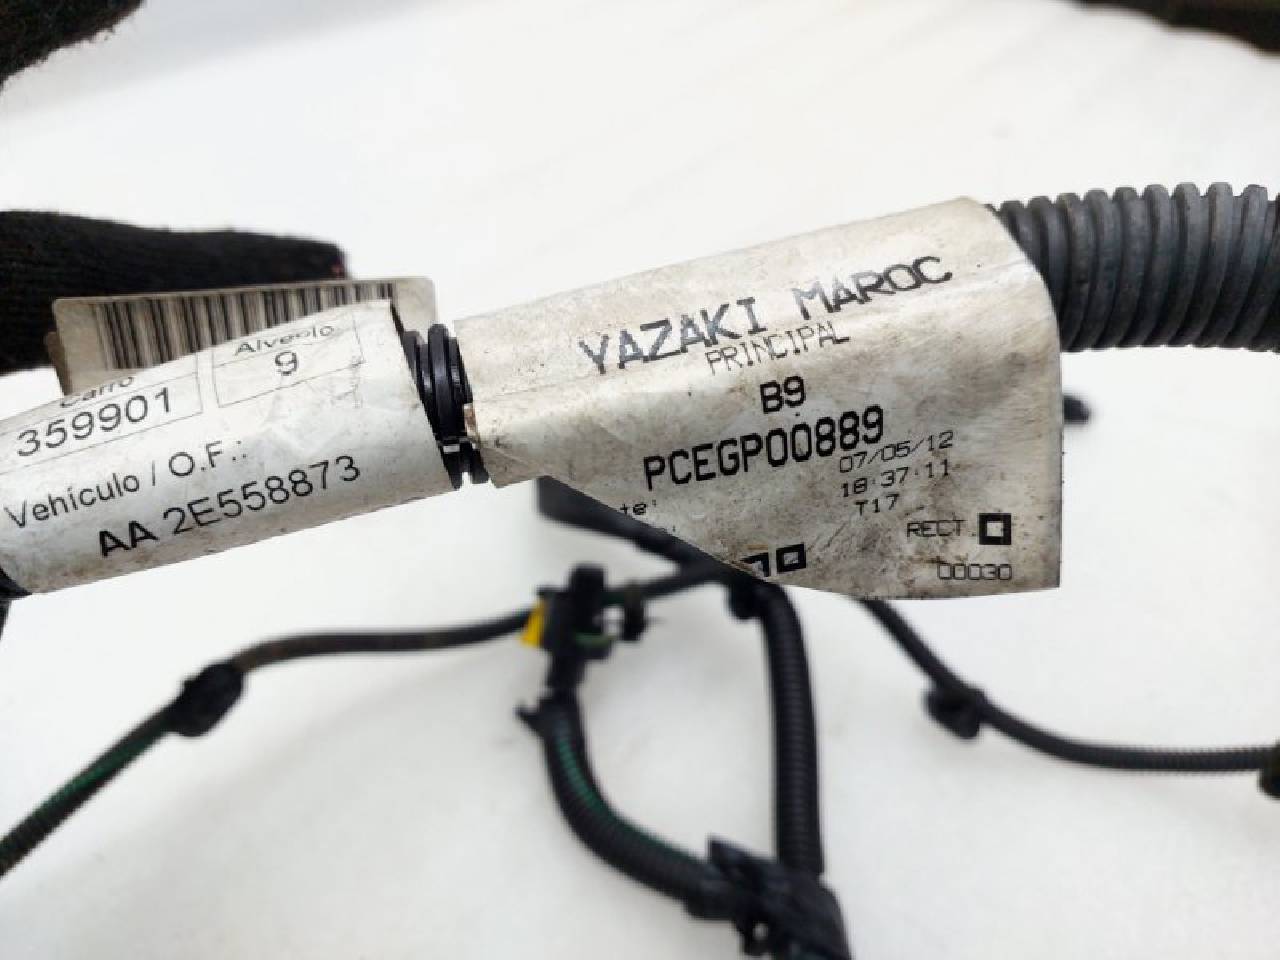 Carro
359901
Alveolo
9
Vehículo / O.F.:
AA 2E558873
YAZAKI MAROC
PRINCIPAL
B9
PCEGP00889
07/05/12
18:37:11
T17
RECT
00030